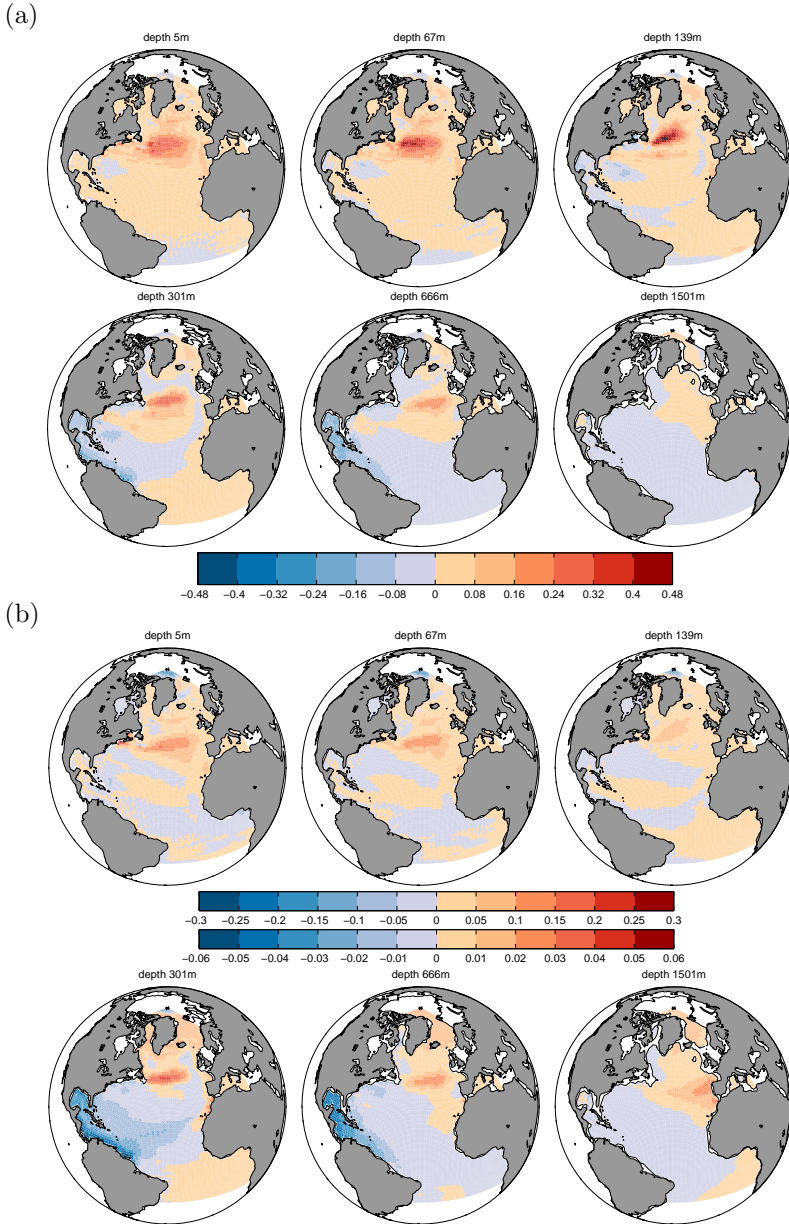 (a)
depth 5m depth 67m depth 139m
depth 301m depth 666m depth 1501m
−0.48 −0.4 −0.32 −0.24 −0.16 −0.08 0 0.08 0.16 0.24 0.32 0.4 0.48
(b)
depth 5m depth 67m depth 139m
−0.3 −0.25 −0.2 −0.15 −0.1 −0.05 0 0.05 0.1 0.15 0.2 0.25 0.3
−0.06 −0.05 −0.04 −0.03 −0.02 −0.01 0 0.01 0.02 0.03 0.04 0.05 0.06
depth 301m depth 666m depth 1501m